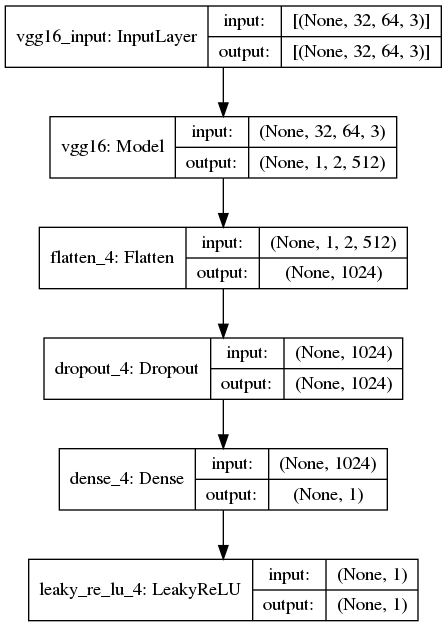 vgg16_input: InputLayer
input: [(None, 32, 64, 3)]
output: [(None, 32, 64, 3)]
vgg16: Model
input: (None, 32, 64, 3)
output: (None, 1, 2, 512)
flatten_4: Flatten
input: (None, 1, 2, 512)
output: (None, 1024)
dropout_4: Dropout
input: (None, 1024)
output: (None, 1024)
dense_4: Dense
input: (None, 1024)
output: (None, 1)
leaky_re_lu_4: LeakyReLU
input: (None, 1)
output: (None, 1)